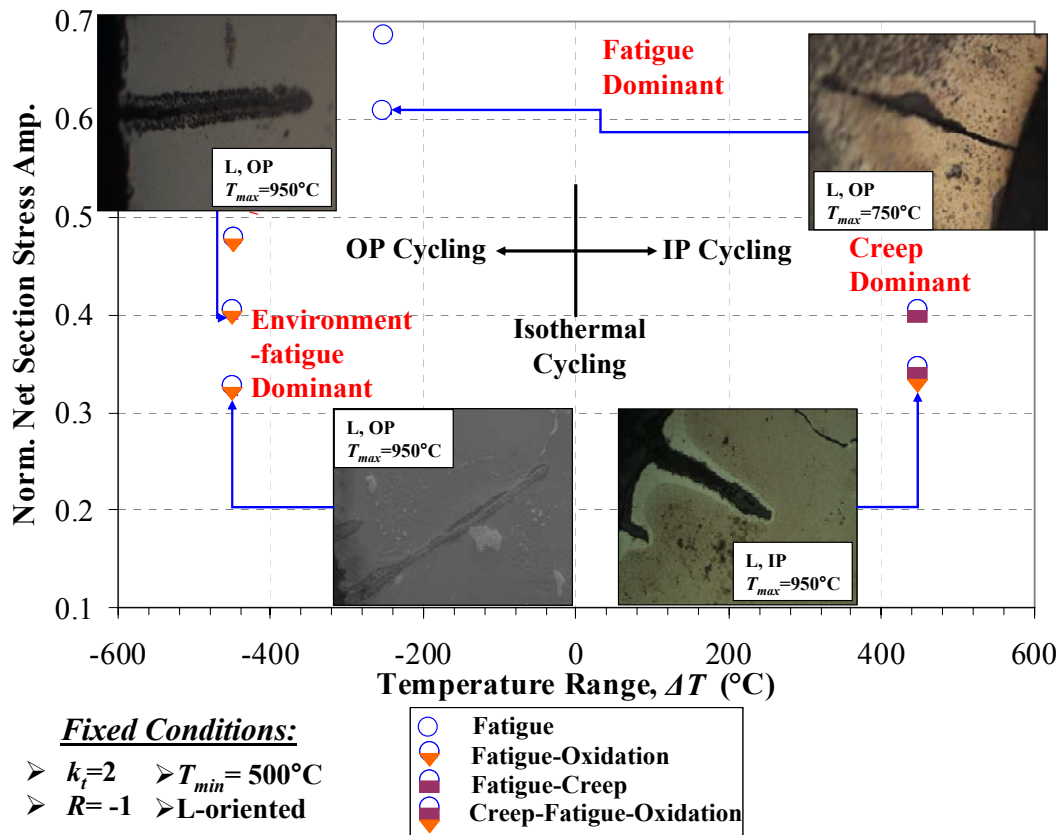 Norm. Net Section Stress Amp.
0.7
0.6
0.5
0.4
0.3
0.2
0.1
L, OP
Tmax=950°C
Fatigue
Dominant
L, OP
Tmax=750°C
OP Cycling
IP Cycling
Isothermal
Cycling
Creep
Dominant
Environment
-fatigue
Dominant
L, OP
Tmax=950°C
L, IP
Tmax=950°C
-600
-400
-200
0
200
400
600
Temperature Range, ΔT (°C)
Fixed Conditions:
➢ kt=2 ➢Tmin= 500°C
➢ R= -1 ➢L-oriented
Fatigue
Fatigue-Oxidation
Fatigue-Creep
Creep-Fatigue-Oxidation